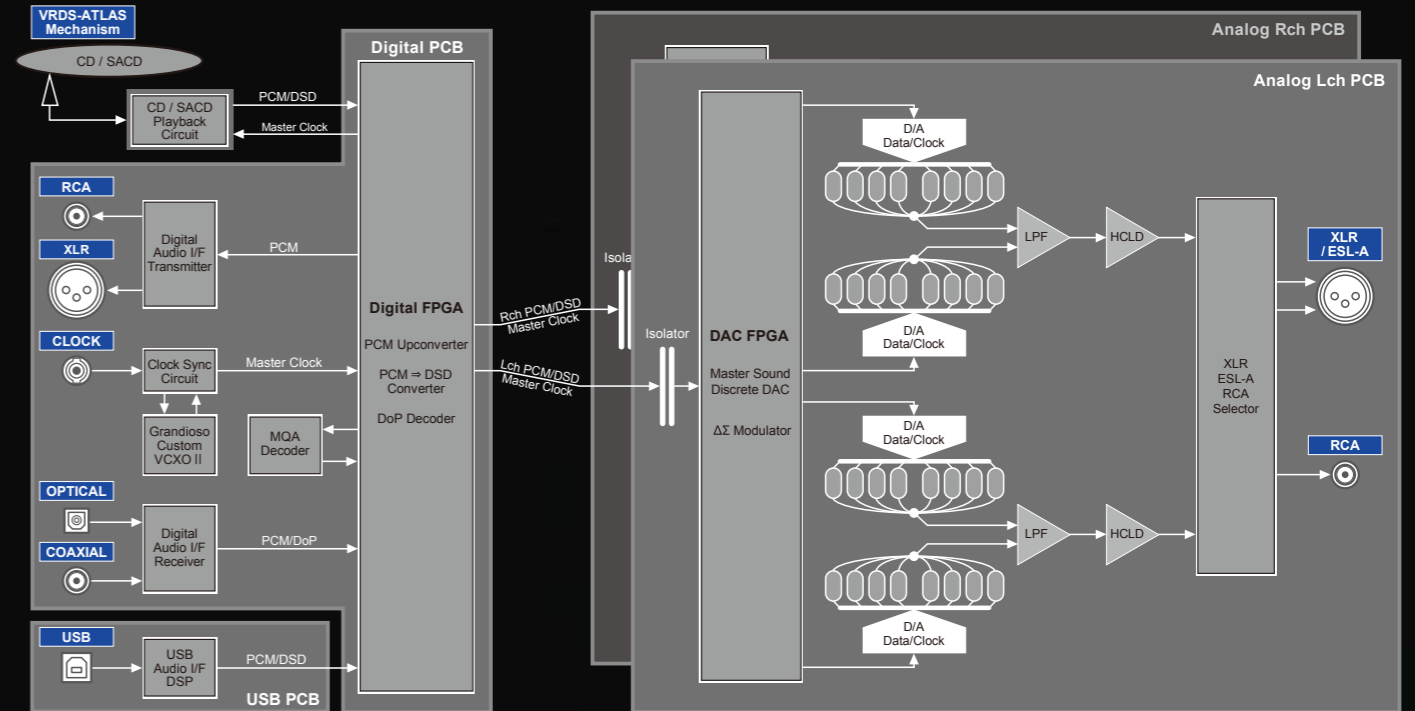 VRDS-ATLAS
Mechanism
CD / SACD
CD / SACD
Playback
Circuit
PCM/DSD
Master Clock
Digital PCB
RCA
XLR
Digital
Audio I/F
Transmitter
PCM
CLOCK
Clock Sync
Circuit
Master Clock
Grandioso
Custom
VCXO II
MQA
Decoder
OPTICAL
COAXIAL
Digital
Audio I/F
Receiver
PCM/DoP
USB
USB
Audio I/F
DSP
PCM/DSD
USB PCB
Digital FPGA
PCM Upconverter
PCM ⇒ DSD
Converter
DoP Decoder
Rch PCM/DSD
Master Clock
Lch PCM/DSD
Master Clock
Analog Rch PCB
Isola
Analog Lch PCB
Isolator
DAC FPGA
Master Sound
Discrete DAC
ΔΣ Modulator
D/A
Data/Clock
D/A
Data/Clock
LPF
HCLD
D/A
Data/Clock
D/A
Data/Clock
LPF
HCLD
XLR
ESL-A
RCA
Selector
XLR
/ ESL-A
RCA